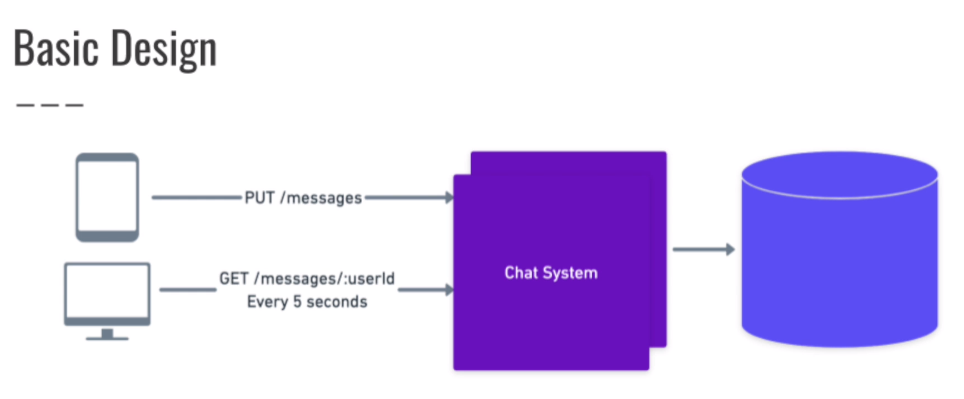 Basic Design
PUT /messages
GET /messages/:userId
Every 5 seconds
Chat System